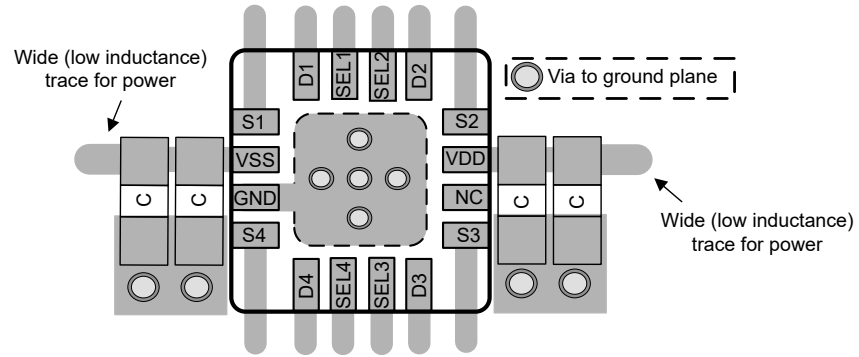 Wide (low inductance)
trace for power
D1
SEL1
SEL2
D2
Via to ground plane
S1
S2
VSS
VDD
GND
NC
S4
S3
C
C
C
C
Wide (low inductance)
trace for power
D4
SEL4
SEL3
D3